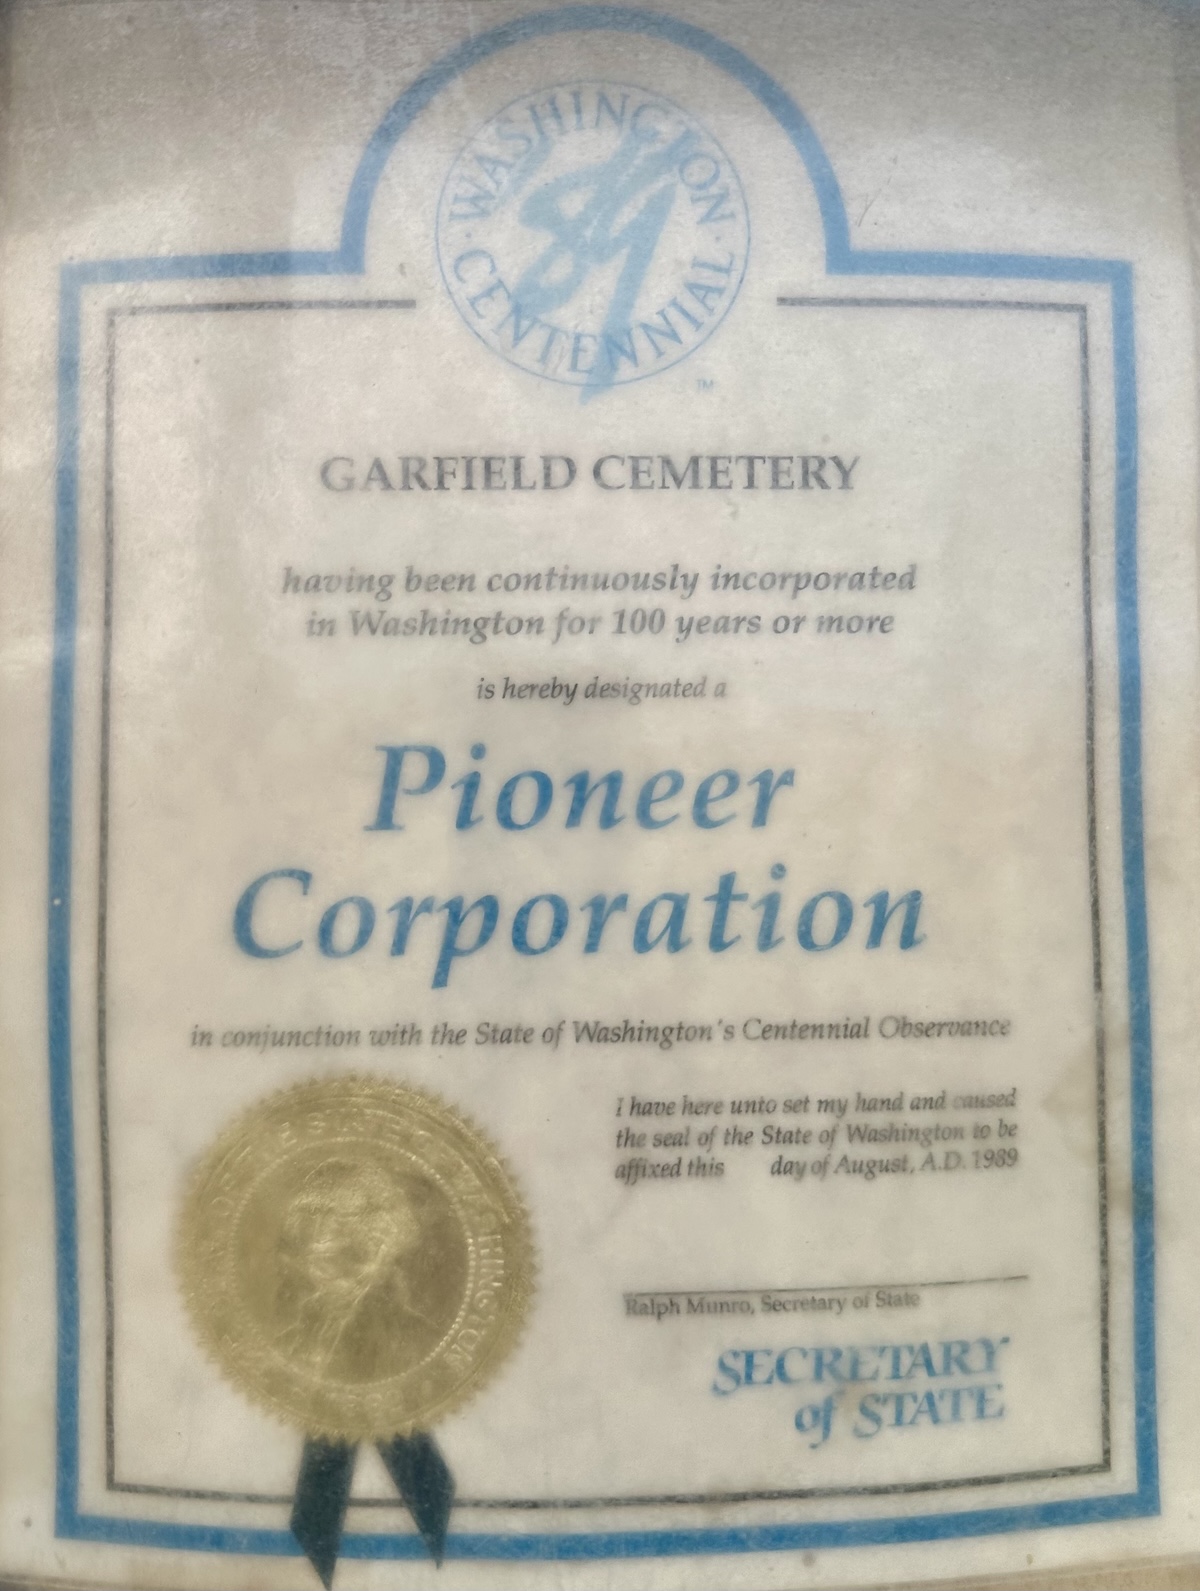 WASHINGTON
89
CENTENNIAL
TM
GARFIELD CEMETERY
having been continuously incorporated
in Washington for 100 years or more
is hereby designated a
Pioneer
Corporation
in conjunction with the State of Washington's Centennial Observance
I have here unto set my hand and caused
the seal of the State of Washington to be
affixed this day of August, A.D. 1989
Ralph Munro, Secretary of State
SECRETARY
of STATE
WASHINGTON